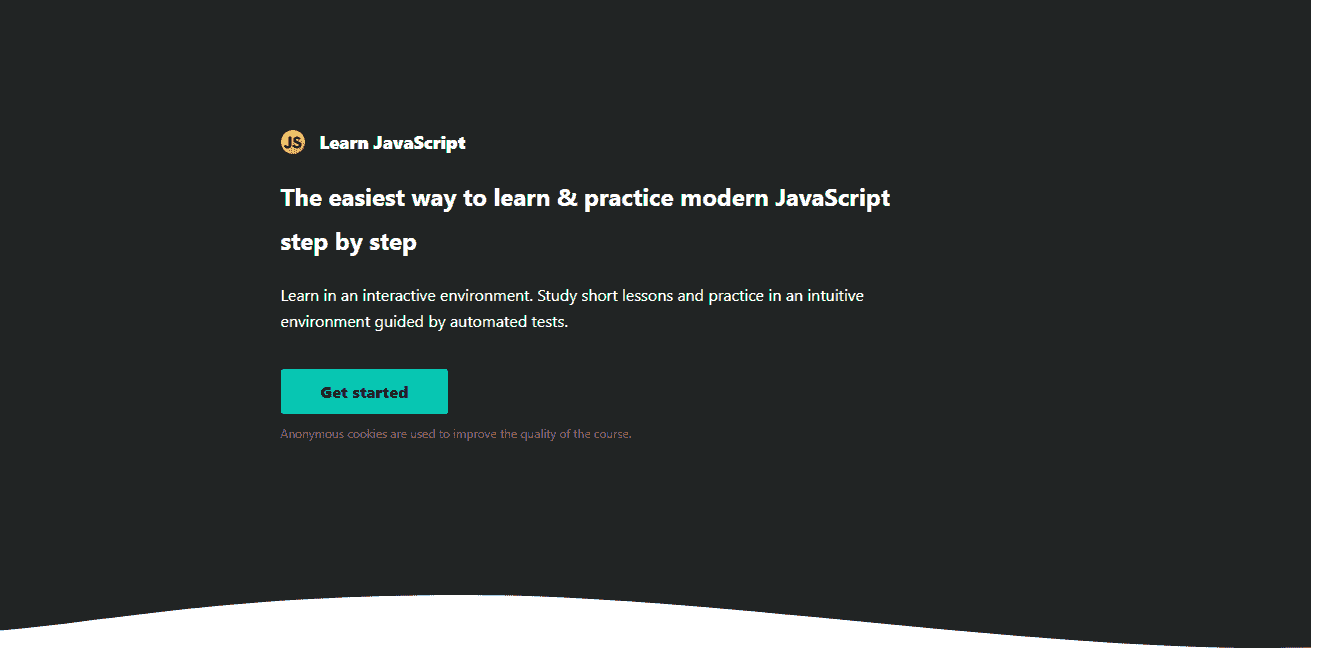 JS Learn JavaScript
The easiest way to learn & practice modern JavaScript
step by step
Learn in an interactive environment. Study short lessons and practice in an intuitive
environment guided by automated tests.
Get started
Anonymous cookies are used to improve the quality of the course.